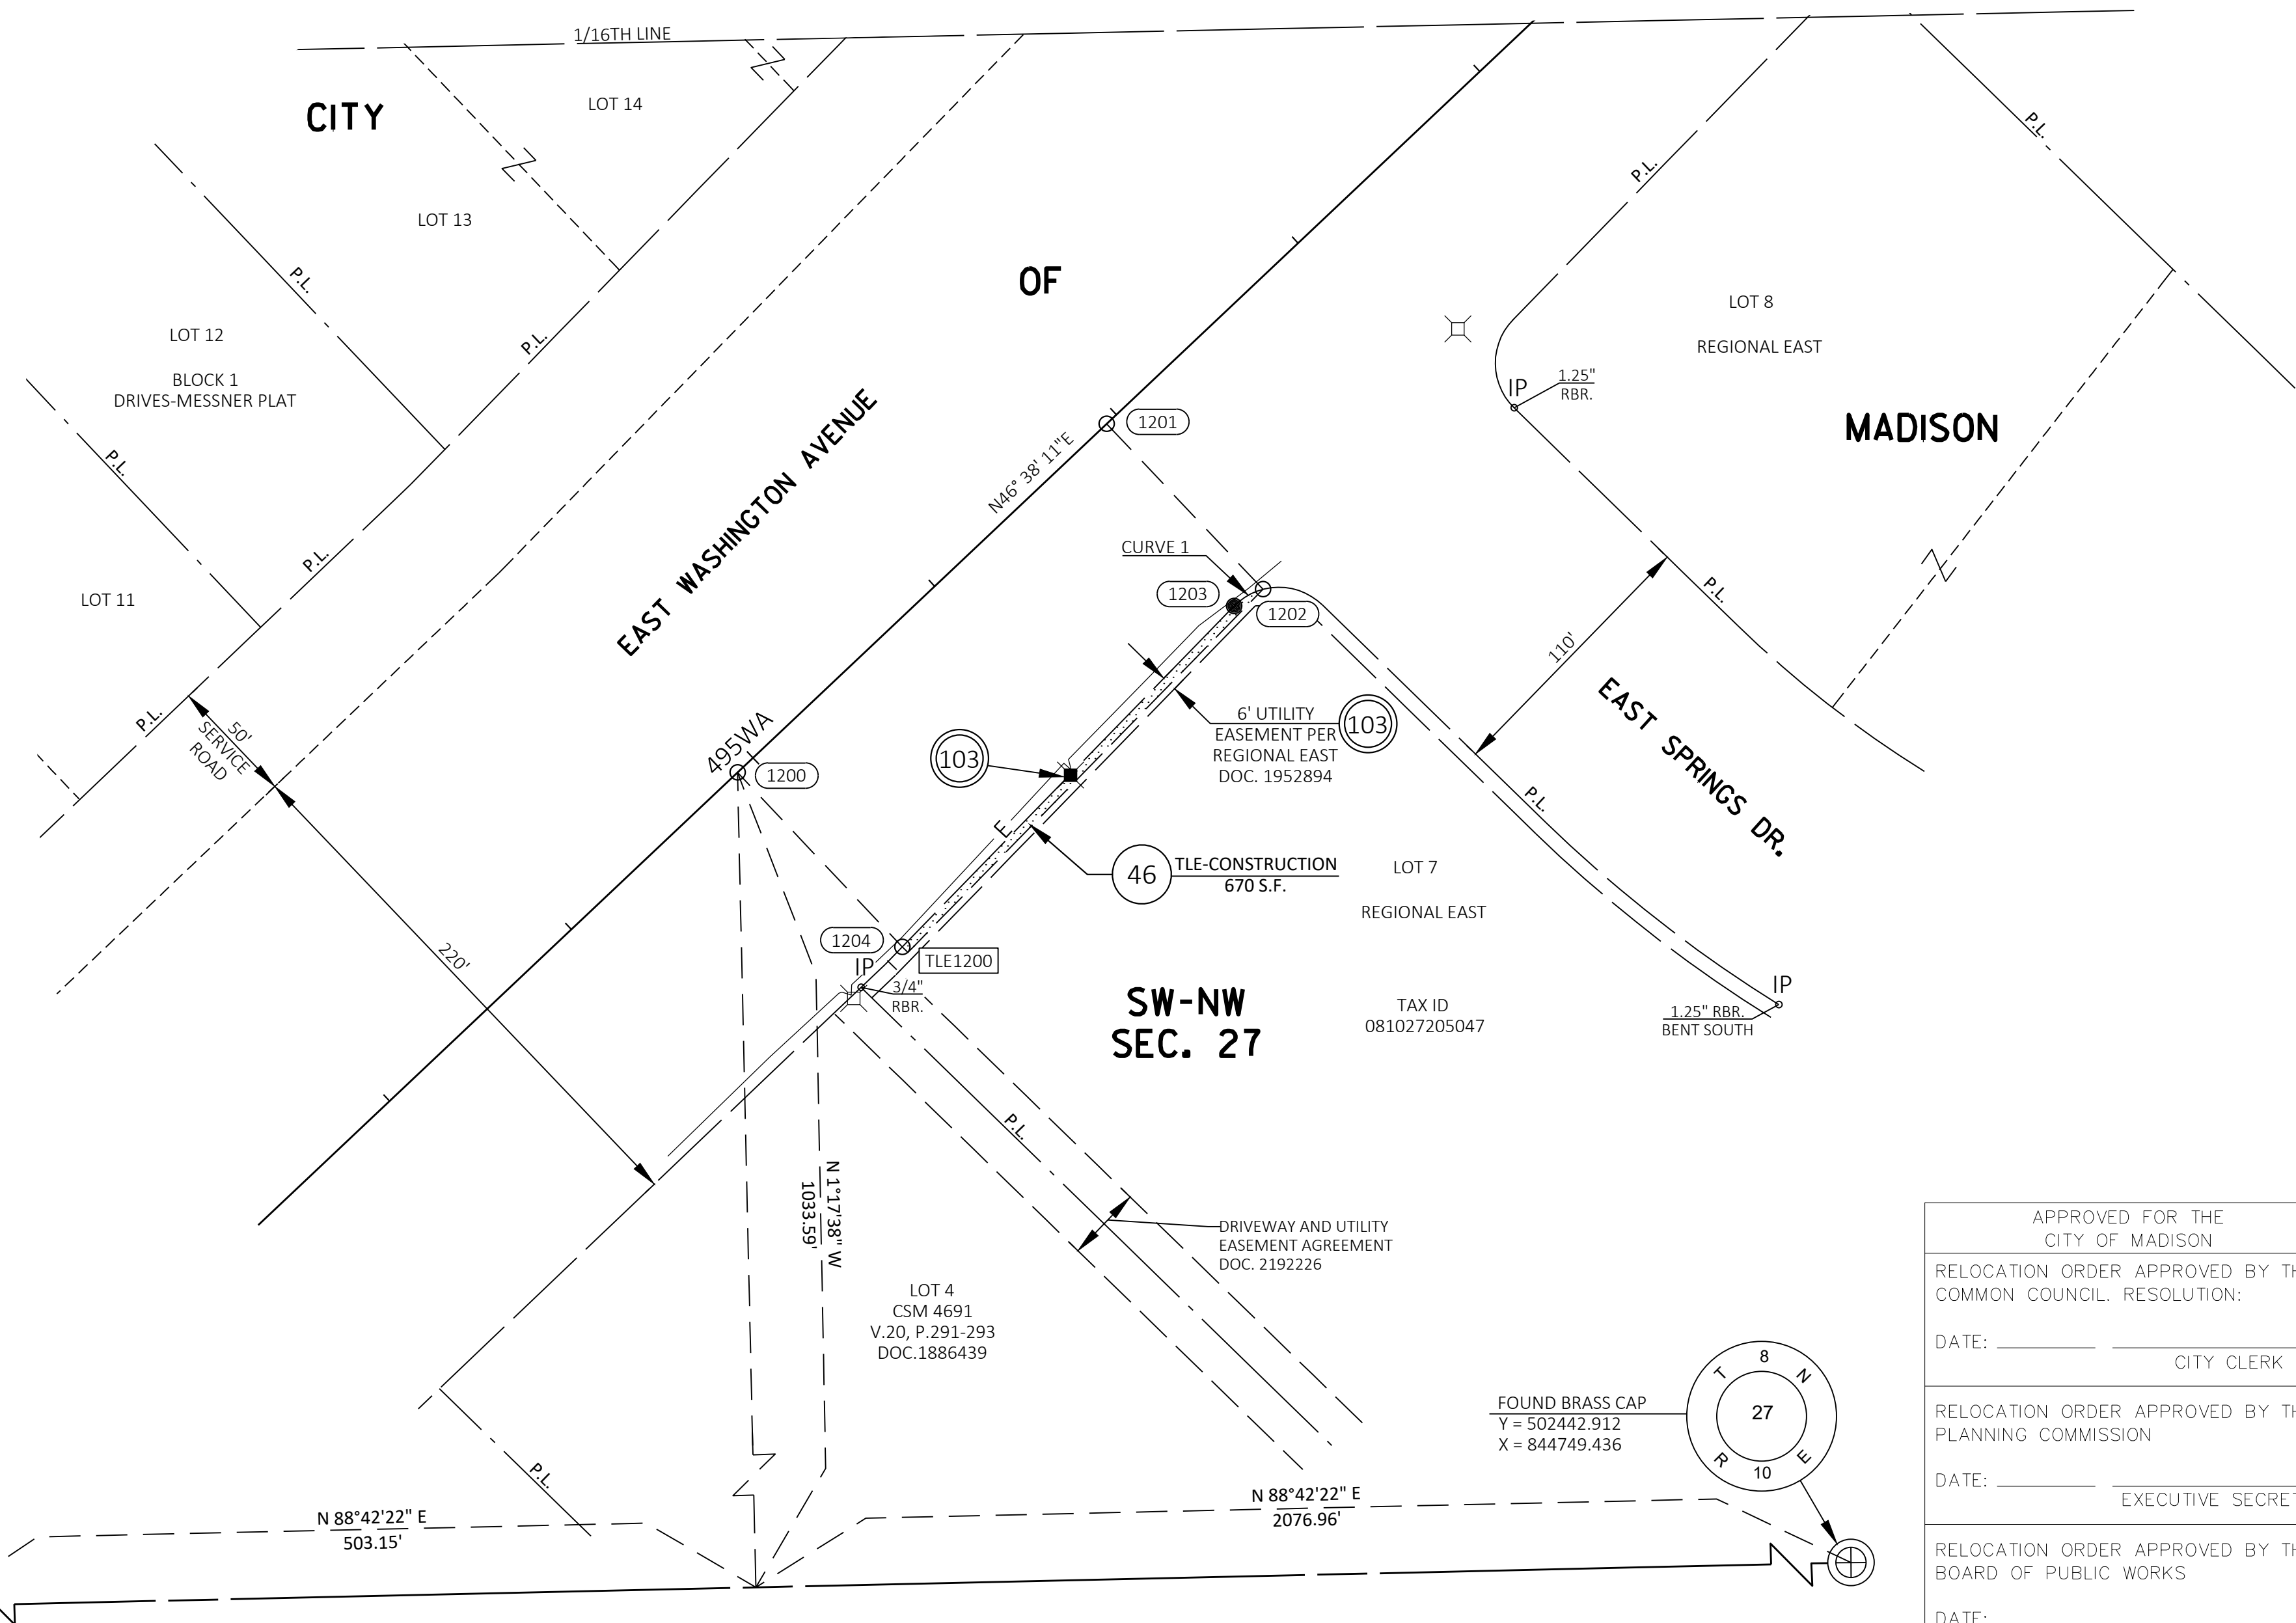 1/16TH LINE
CITY
LOT 14
LOT 13
P.L.
LOT 12
BLOCK 1
DRIVES-MESSNER PLAT
P.L.
P.L.
P.L.
LOT 11
P.L.
50'
SERVICE
ROAD
220'
EAST WASHINGTON AVENUE
OF
N46° 38' 11"E
495WA
1200
1201
CURVE 1
1203
1202
6' UTILITY
EASEMENT PER
REGIONAL EAST
DOC. 1952894
103
103
E
46
TLE-CONSTRUCTION
670 S.F.
1204
TLE1200
IP
3/4"
RBR.
P.L.
P.L.
LOT 8
REGIONAL EAST
IP
1.25"
RBR.
MADISON
P.L.
110'
EAST SPRINGS DR.
P.L.
LOT 7
REGIONAL EAST
TAX ID
081027205047
IP
1.25" RBR.
BENT SOUTH
SW-NW
SEC. 27
P.L.
N 1°17'38" W
1033.59'
DRIVEWAY AND UTILITY
EASEMENT AGREEMENT
DOC. 2192226
LOT 4
CSM 4691
V.20, P.291-293
DOC.1886439
P.L.
N 88°42'22" E
503.15'
N 88°42'22" E
2076.96'
FOUND BRASS CAP
Y = 502442.912
X = 844749.436
T 8 N
27
R 10 E
APPROVED FOR THE
CITY OF MADISON
RELOCATION ORDER APPROVED BY
COMMON COUNCIL. RESOLUTION:
DATE:
CITY CLERK
RELOCATION ORDER APPROVED BY
PLANNING COMMISSION
DATE:
EXECUTIVE
RELOCATION ORDER APPROVED BY
BOARD OF PUBLIC WORKS
DATE: